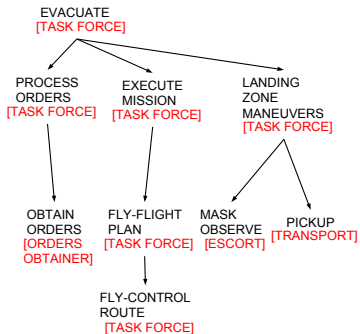 EVACUATE
[TASK FORCE]
PROCESS
ORDERS
[TASK FORCE]
EXECUTE
MISSION
[TASK FORCE]
LANDING
ZONE
MANEUVERS
[TASK FORCE]
OBTAIN
ORDERS
[ORDERS
OBTAINER]
FLY-FLIGHT
PLAN
[TASK FORCE]
MASK
OBSERVE
[ESCORT]
PICKUP
[TRANSPORT]
FLY-CONTROL
ROUTE
[TASK FORCE]